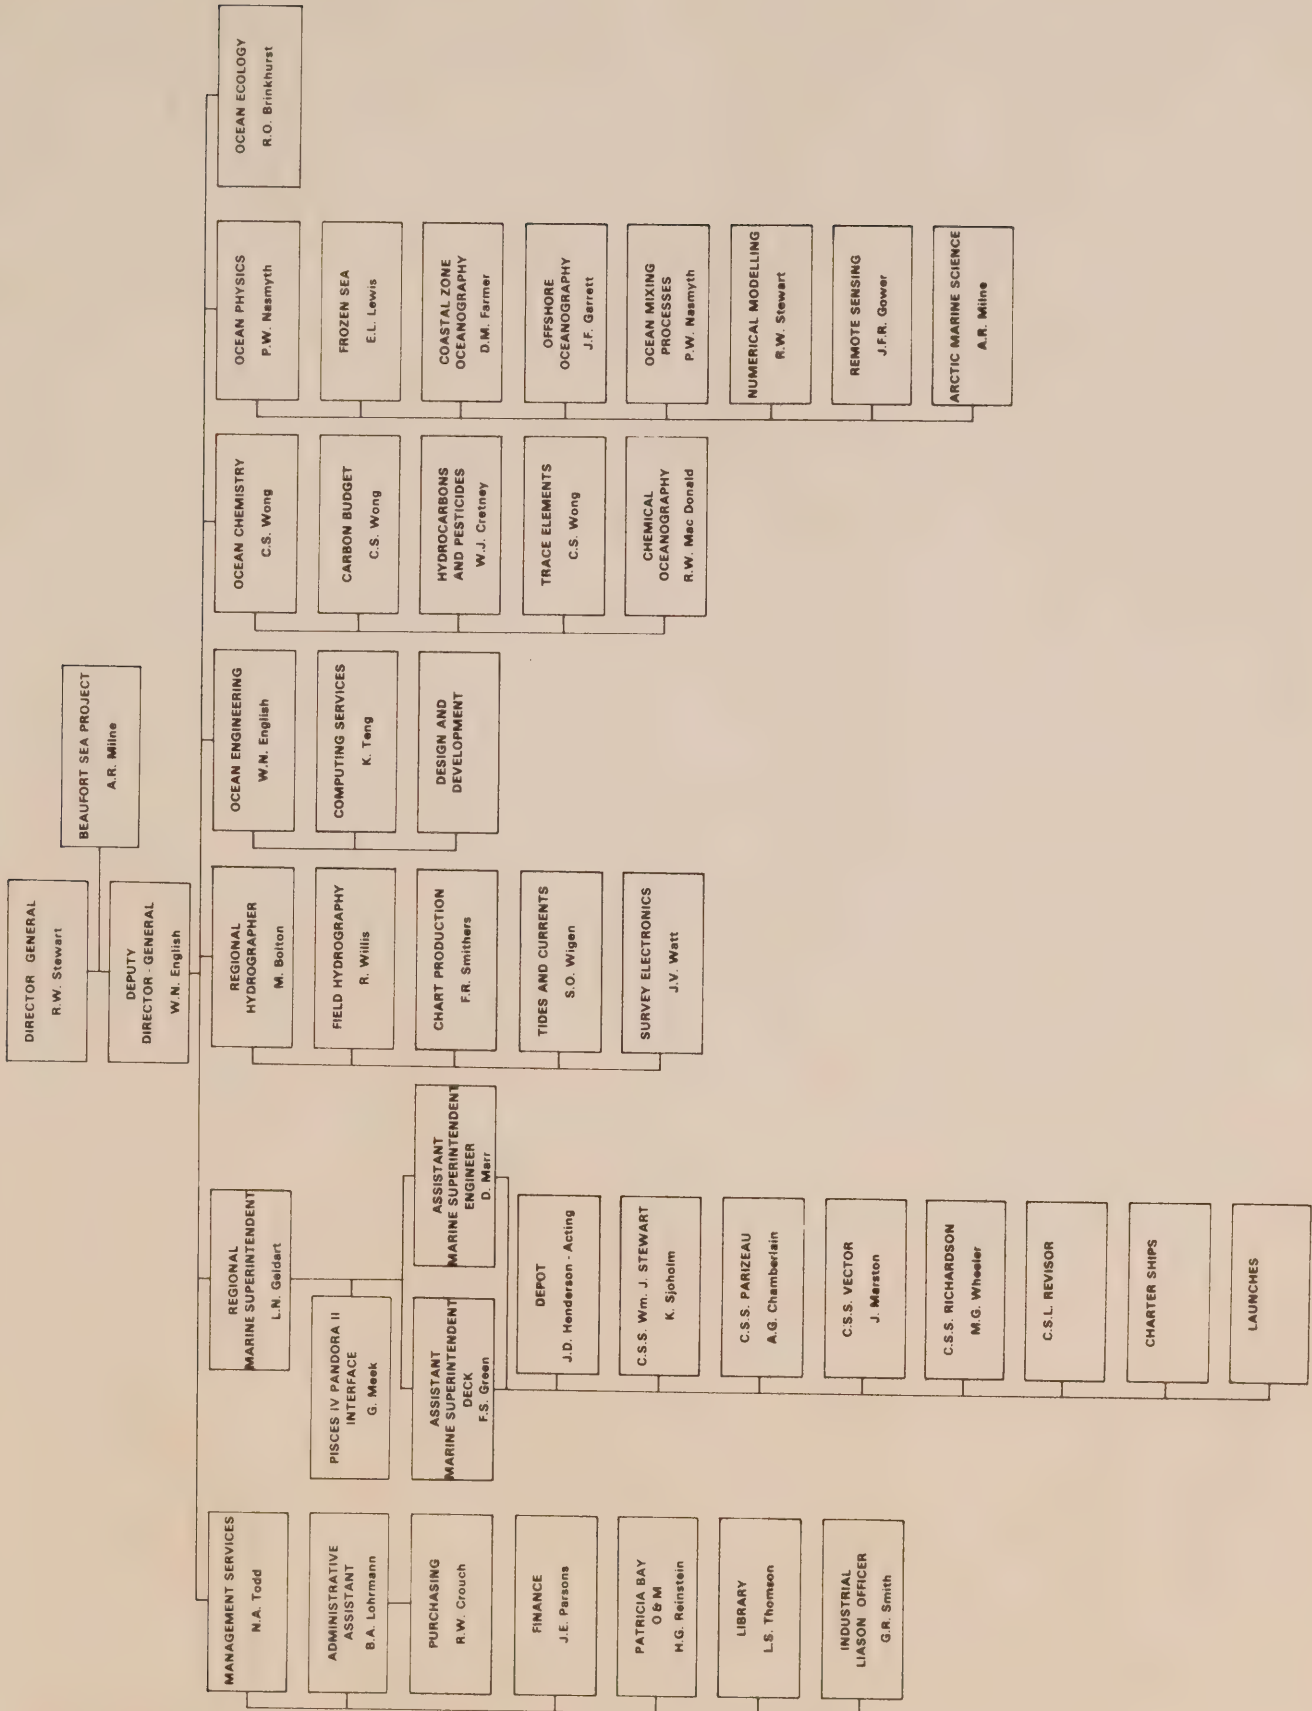 DIRECTOR GENERAL
R.W. Stewart
DEPUTY
DIRECTOR - GENERAL
W.N. English
BEAUFORT SEA PROJECT
A.R. Milne
MANAGEMENT SERVICES
N.A. Todd
ADMINISTRATIVE
ASSISTANT
B.A. Lohrmann
PURCHASING
R.W. Crouch
FINANCE
J.E. Parsons
PATRICIA BAY
O & M
H.G. Reinstein
LIBRARY
L.S. Thomson
INDUSTRIAL
LIASON OFFICER
G.R. Smith
REGIONAL
MARINE SUPERINTENDENT
L.N. Geldart
PISCES IV PANDORA II
INTERFACE
G. Meek
ASSISTANT
MARINE SUPERINTENDENT
DECK
F.S. Green
ASSISTANT
MARINE SUPERINTENDENT
ENGINEER
D. Marr
DEPOT
J.D. Henderson - Acting
C.S.S. Wm. J. STEWART
K. Sjoholm
C.S.S. PARIZEAU
A.G. Chamberlain
C.S.S. VECTOR
J. Marston
C.S.S. RICHARDSON
M.G. Wheeler
C.S.L. REVISOR
CHARTER SHIPS
LAUNCHES
REGIONAL
HYDROGRAPHER
M. Bolton
FIELD HYDROGRAPHY
R. Willis
CHART PRODUCTION
F.R. Smithers
TIDES AND CURRENTS
S.O. Wigen
SURVEY ELECTRONICS
J.V. Watt
OCEAN ENGINEERING
W.N. English
COMPUTING SERVICES
K. Teng
DESIGN AND
DEVELOPMENT
OCEAN CHEMISTRY
C.S. Wong
CARBON BUDGET
C.S. Wong
HYDROCARBONS
AND PESTICIDES
W.J. Cretney
TRACE ELEMENTS
C.S. Wong
CHEMICAL
OCEANOGRAPHY
R.W. Mac Donald
OCEAN PHYSICS
P.W. Nasmyth
FROZEN SEA
E.L. Lewis
COASTAL ZONE
OCEANOGRAPHY
D.M. Farmer
OFFSHORE
OCEANOGRAPHY
J.F. Garrett
OCEAN MIXING
PROCESSES
P.W. Nasmyth
NUMERICAL MODELLING
R.W. Stewart
REMOTE SENSING
J.F.R. Gower
ARCTIC MARINE SCIENCE
A.R. Milne
OCEAN ECOLOGY
R.O. Brinkhurst